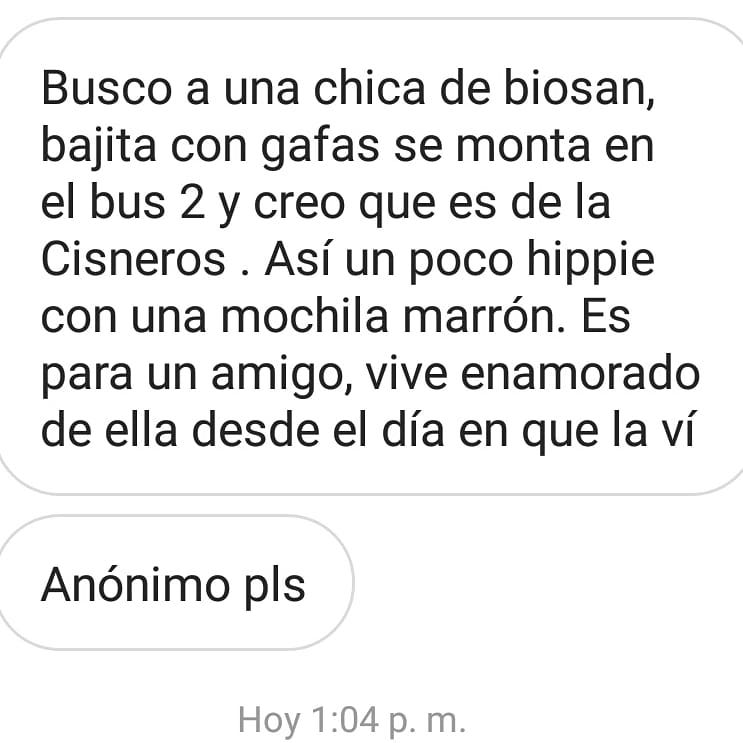 Busco a una chica de biosan,
bajita con gafas se monta en
el bus 2 y creo que es de la
Cisneros . Así un poco hippie
con una mochila marrón. Es
para un amigo, vive enamorado
de ella desde el día en que la ví
Anónimo pls
Hoy 1:04 p. m.